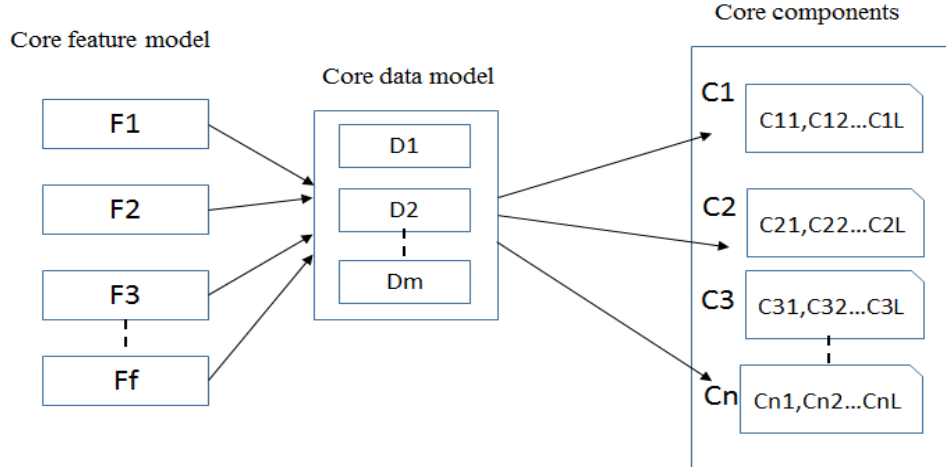 Core feature model
F1
F2
F3
Ff
Core data model
D1
D2
Dm
Core components
C1
C11,C12...C1L
C2
C21,C22...C2L
C3
C31,C32...C3L
Cn
Cn1,Cn2...CnL